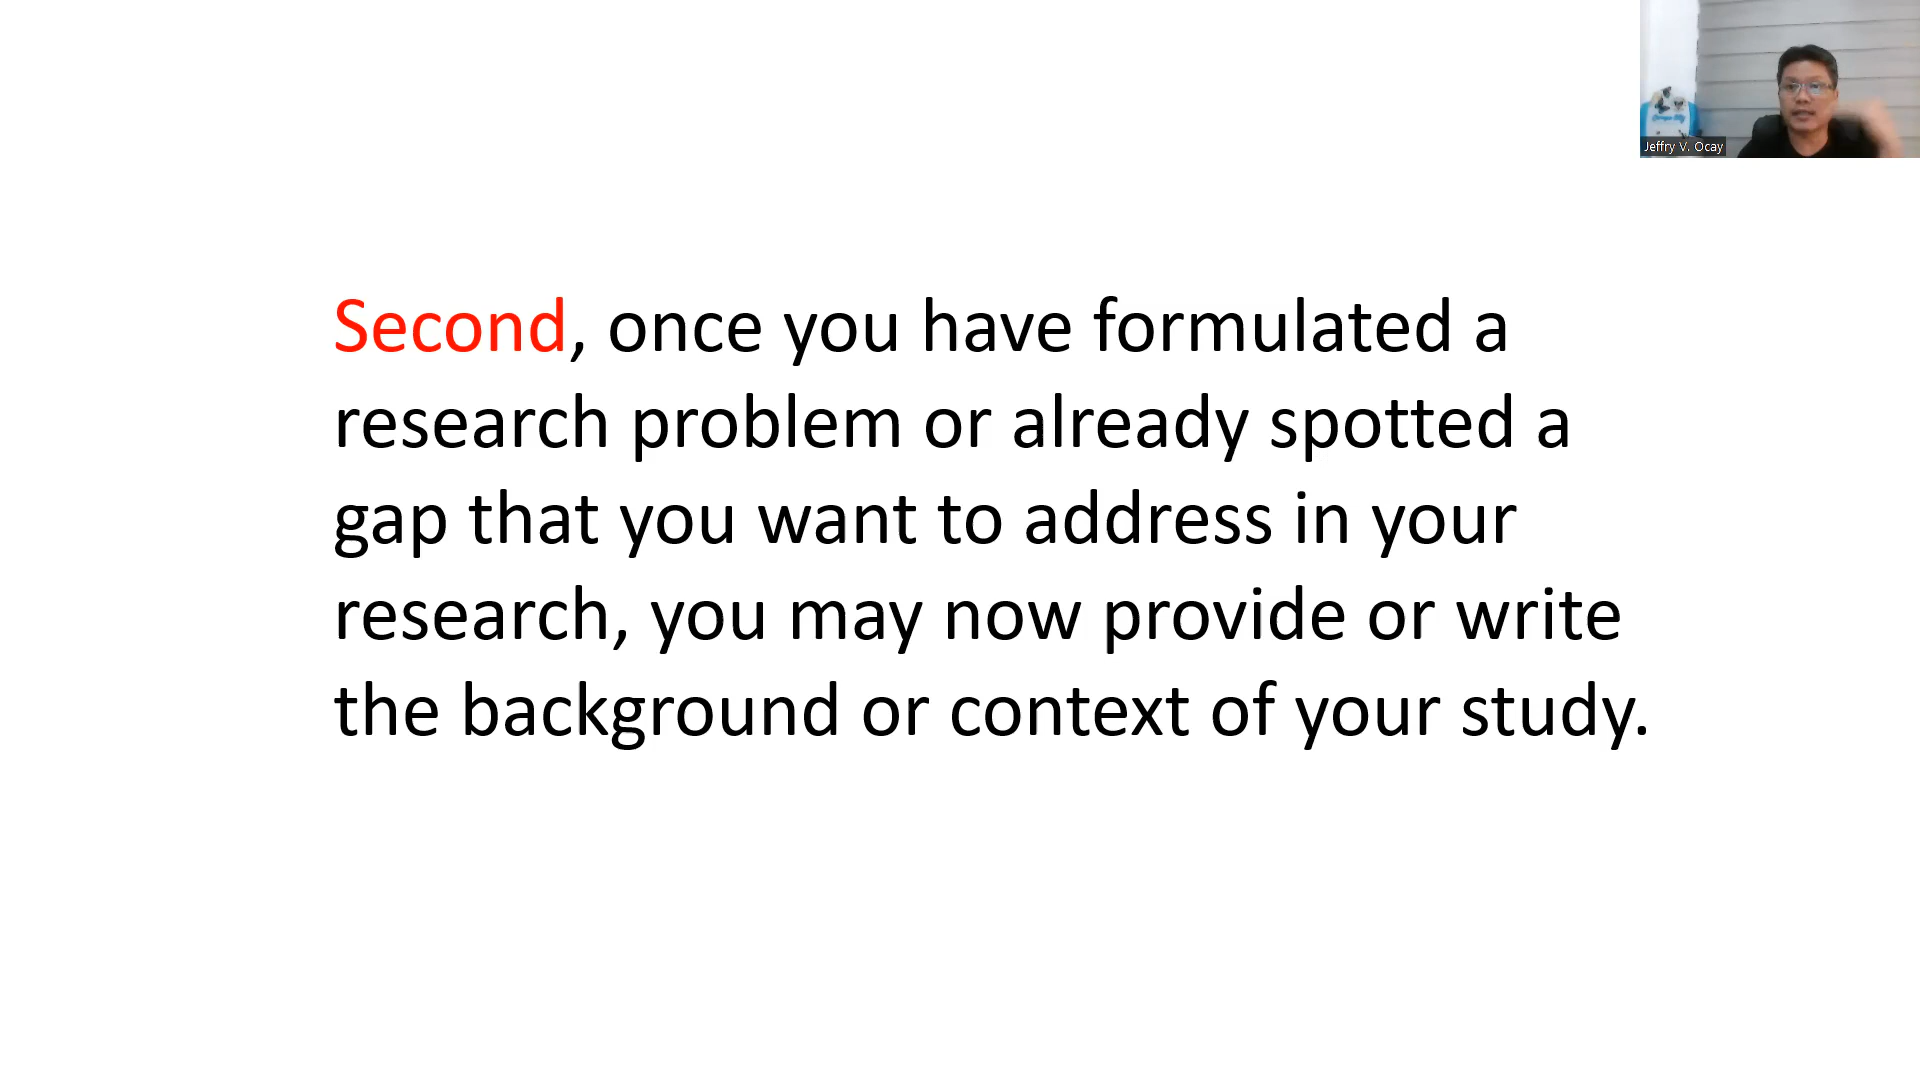 Second, once you have formulated a
research problem or already spotted a
gap that you want to address in your
research, you may now provide or write
the background or context of your study.
Jeffry V. Ocay